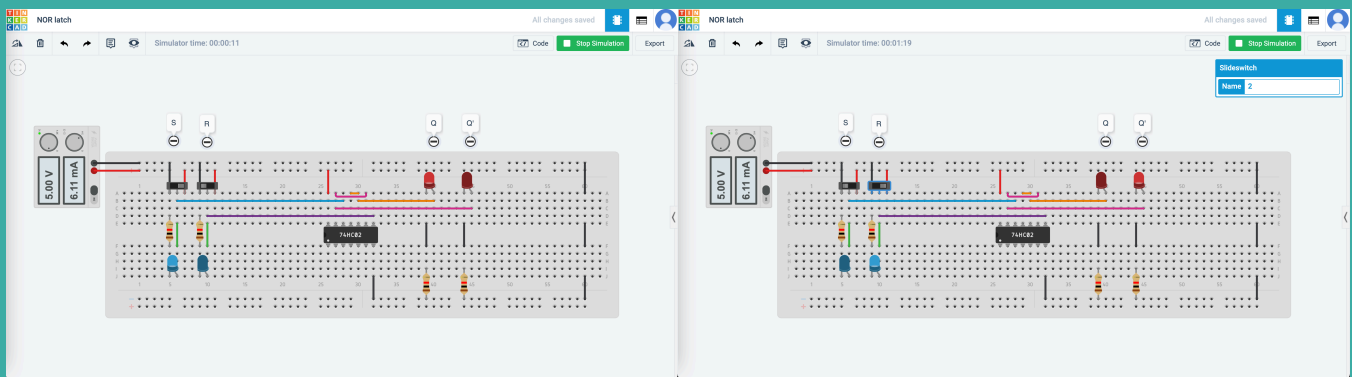 TIN
KER
CAD
NOR latch
All changes saved
Simulator time: 00:00:11
Code
Stop Simulation
Export
S
R
Q
Q'
5.00 V
6.11 mA
74HC02
TIN
KER
CAD
NOR latch
All changes saved
Simulator time: 00:01:19
Code
Stop Simulation
Export
Slideswitch
Name 2
S
R
Q
Q'
5.00 V
6.11 mA
74HC02